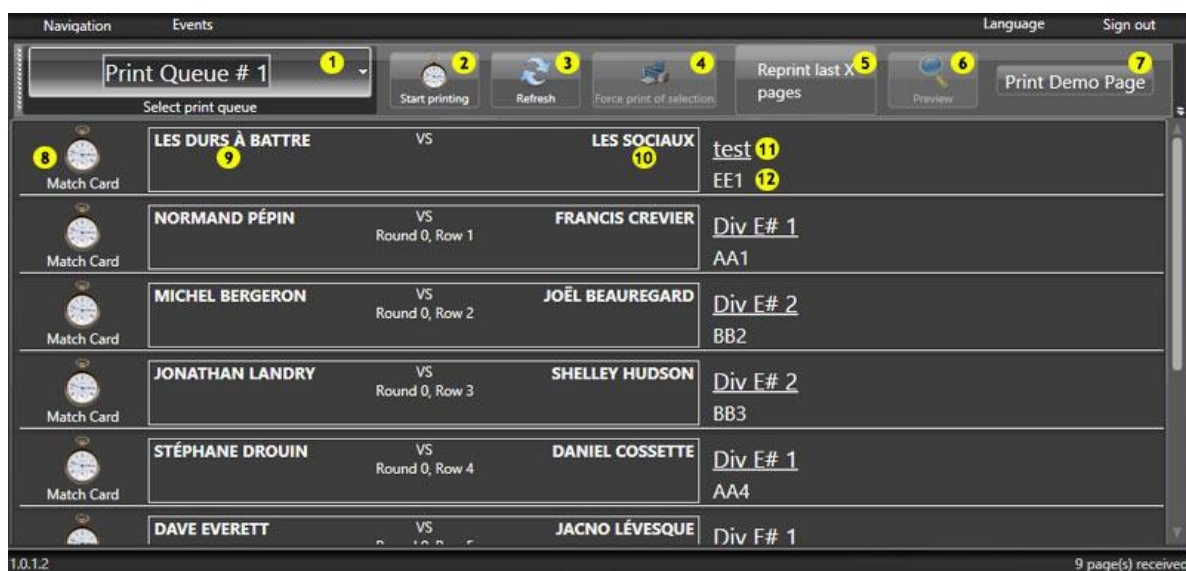 Navigation Events Language Sign out
Print Queue # 1 1
Select print queue
2
Start printing
3
Refresh
4
Force print of selection
Reprint last X 5
pages
6
Preview
7
Print Demo Page
8
Match Card
LES DURS À BATTRE VS LES SOCIAUX
9 10
test 11
EE1 12
Match Card
NORMAND PÉPIN VS FRANCIS CREVIER
Round 0, Row 1
Div E# 1
AA1
Match Card
MICHEL BERGERON VS JOËL BEAUREGARD
Round 0, Row 2
Div E# 2
BB2
Match Card
JONATHAN LANDRY VS SHELLEY HUDSON
Round 0, Row 3
Div E# 2
BB3
Match Card
STÉPHANE DROUIN VS DANIEL COSSETTE
Round 0, Row 4
Div E# 1
AA4
DAVE EVERETT VS JACNO LÉVESQUE
Div E# 1
1.0.1.2 9 page(s) received